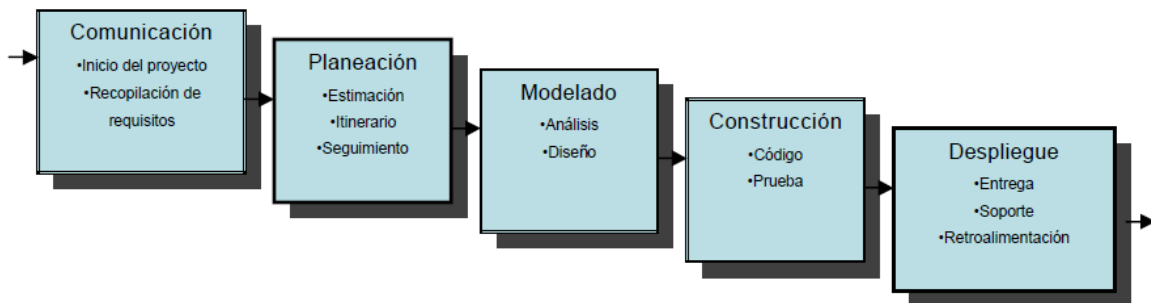 Comunicación
•Inicio del proyecto
•Recopilación de
requisitos
Planeación
•Estimación
•Itinerario
•Seguimiento
Modelado
•Análisis
•Diseño
Construcción
•Código
•Prueba
Despliegue
•Entrega
•Soporte
•Retroalimentación